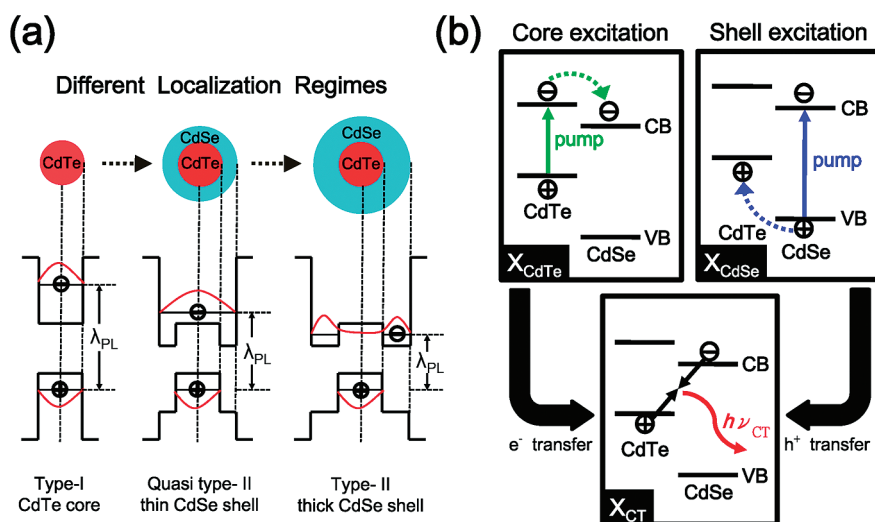 (a)
Different Localization Regimes
CdTe
CdSe
CdTe
CdSe
CdTe
λPL
λPL
λPL
Type-I
CdTe core
Quasi type- II
thin CdSe shell
Type- II
thick CdSe shell
(b)
Core excitation
pump
CB
CdTe
VB
CdSe
XCdTe
Shell excitation
CB
pump
CdTe
VB
CdSe
XCdSe
e- transfer
h+ transfer
CB
CdTe
hνCT
VB
CdSe
XCT